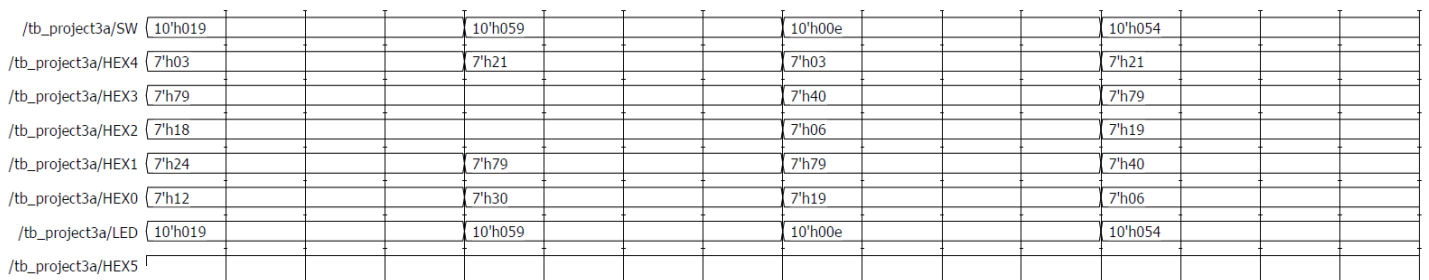 /tb_project3a/SW 10'h019 10'h059 10'h00e 10'h054
/tb_project3a/HEX4 7'h03 7'h21 7'h03 7'h21
/tb_project3a/HEX3 7'h79 7'h40 7'h79
/tb_project3a/HEX2 7'h18 7'h06 7'h19
/tb_project3a/HEX1 7'h24 7'h79 7'h79 7'h40
/tb_project3a/HEX0 7'h12 7'h30 7'h19 7'h06
/tb_project3a/LED 10'h019 10'h059 10'h00e 10'h054
/tb_project3a/HEX5